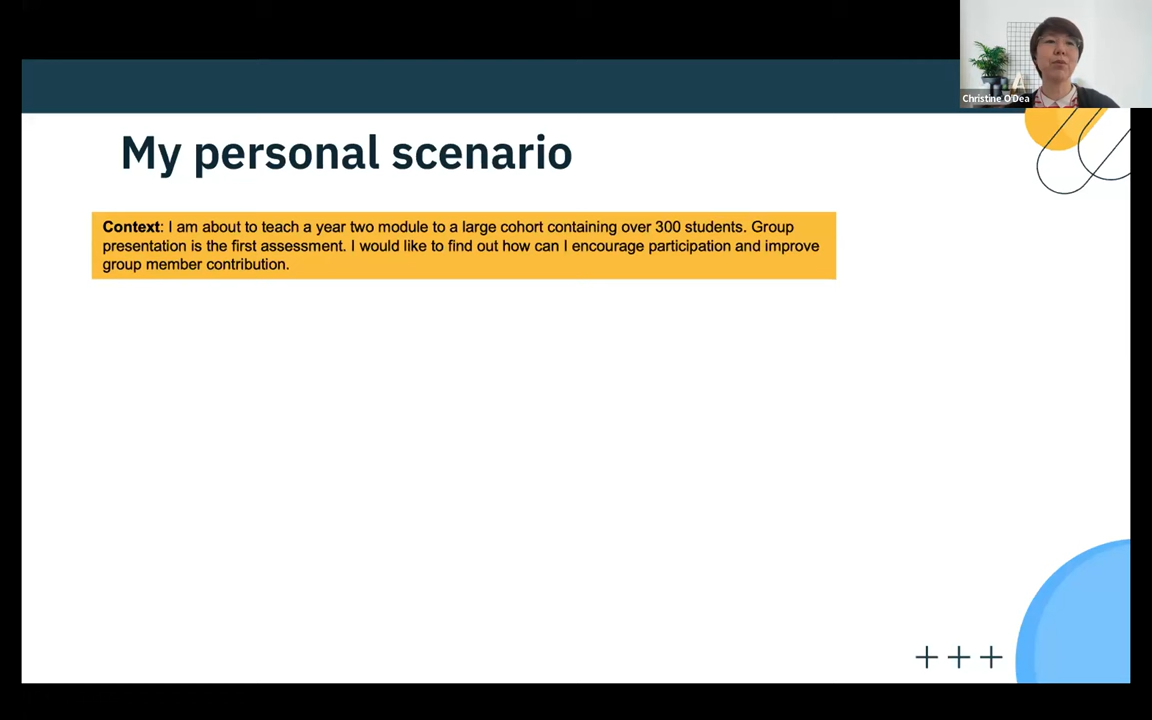 Christine O'Dea
My personal scenario
Context: I am about to teach a year two module to a large cohort containing over 300 students. Group
presentation is the first assessment. I would like to find out how can I encourage participation and improve
group member contribution.